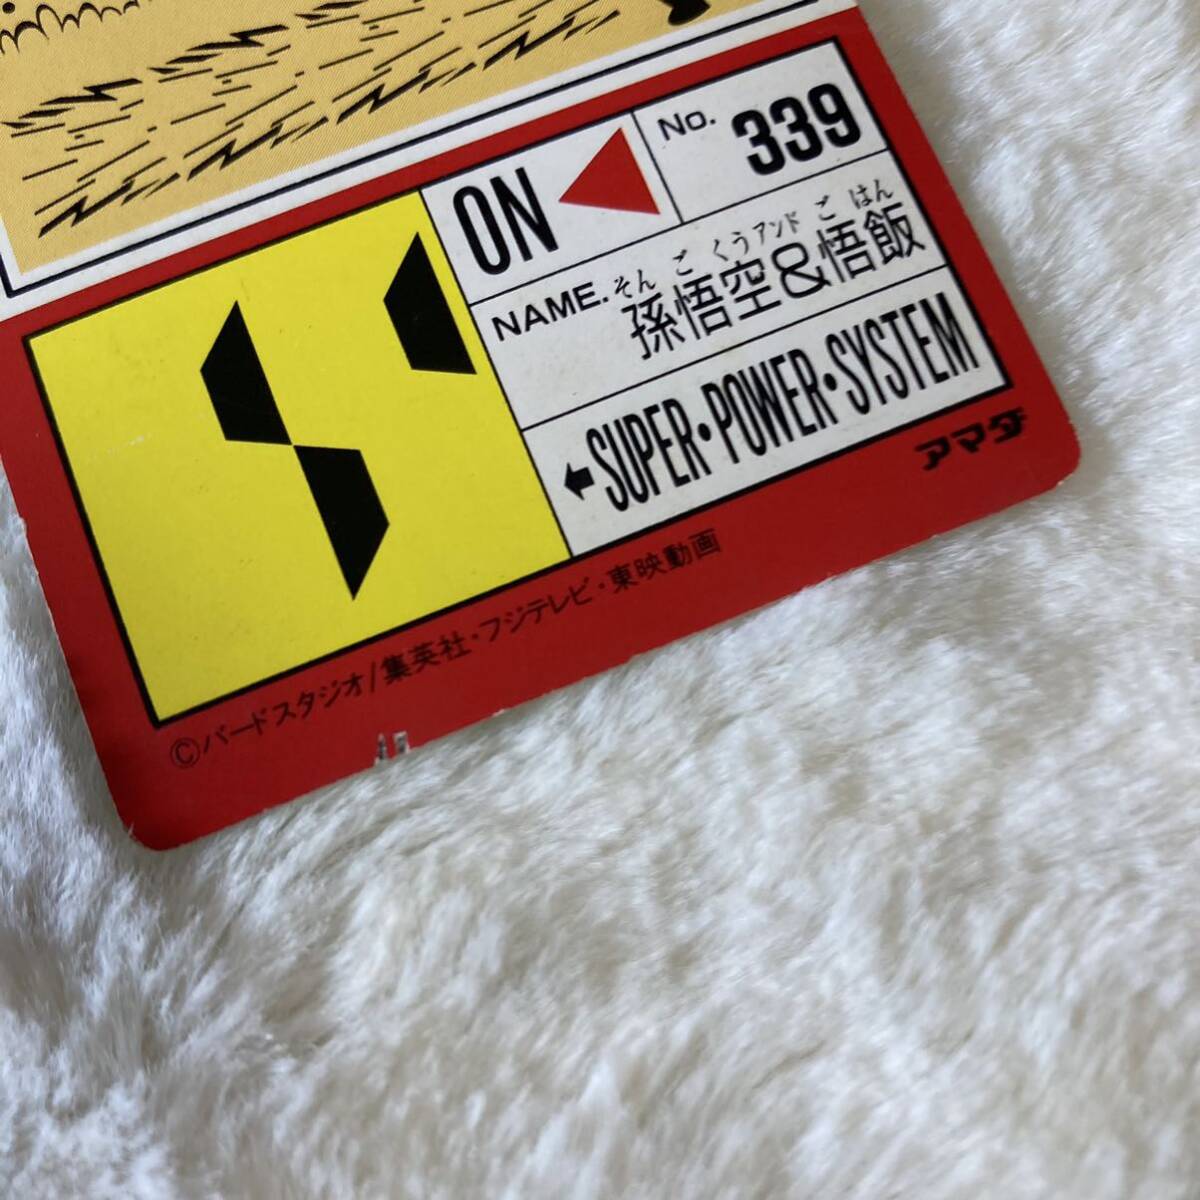 ON
No. 339
そん ご くう アンド ご はん
NAME. 孫悟空&悟飯
SUPER・POWER・SYSTEM
アマダ
©バードスタジオ/集英社・フジテレビ・東映動画